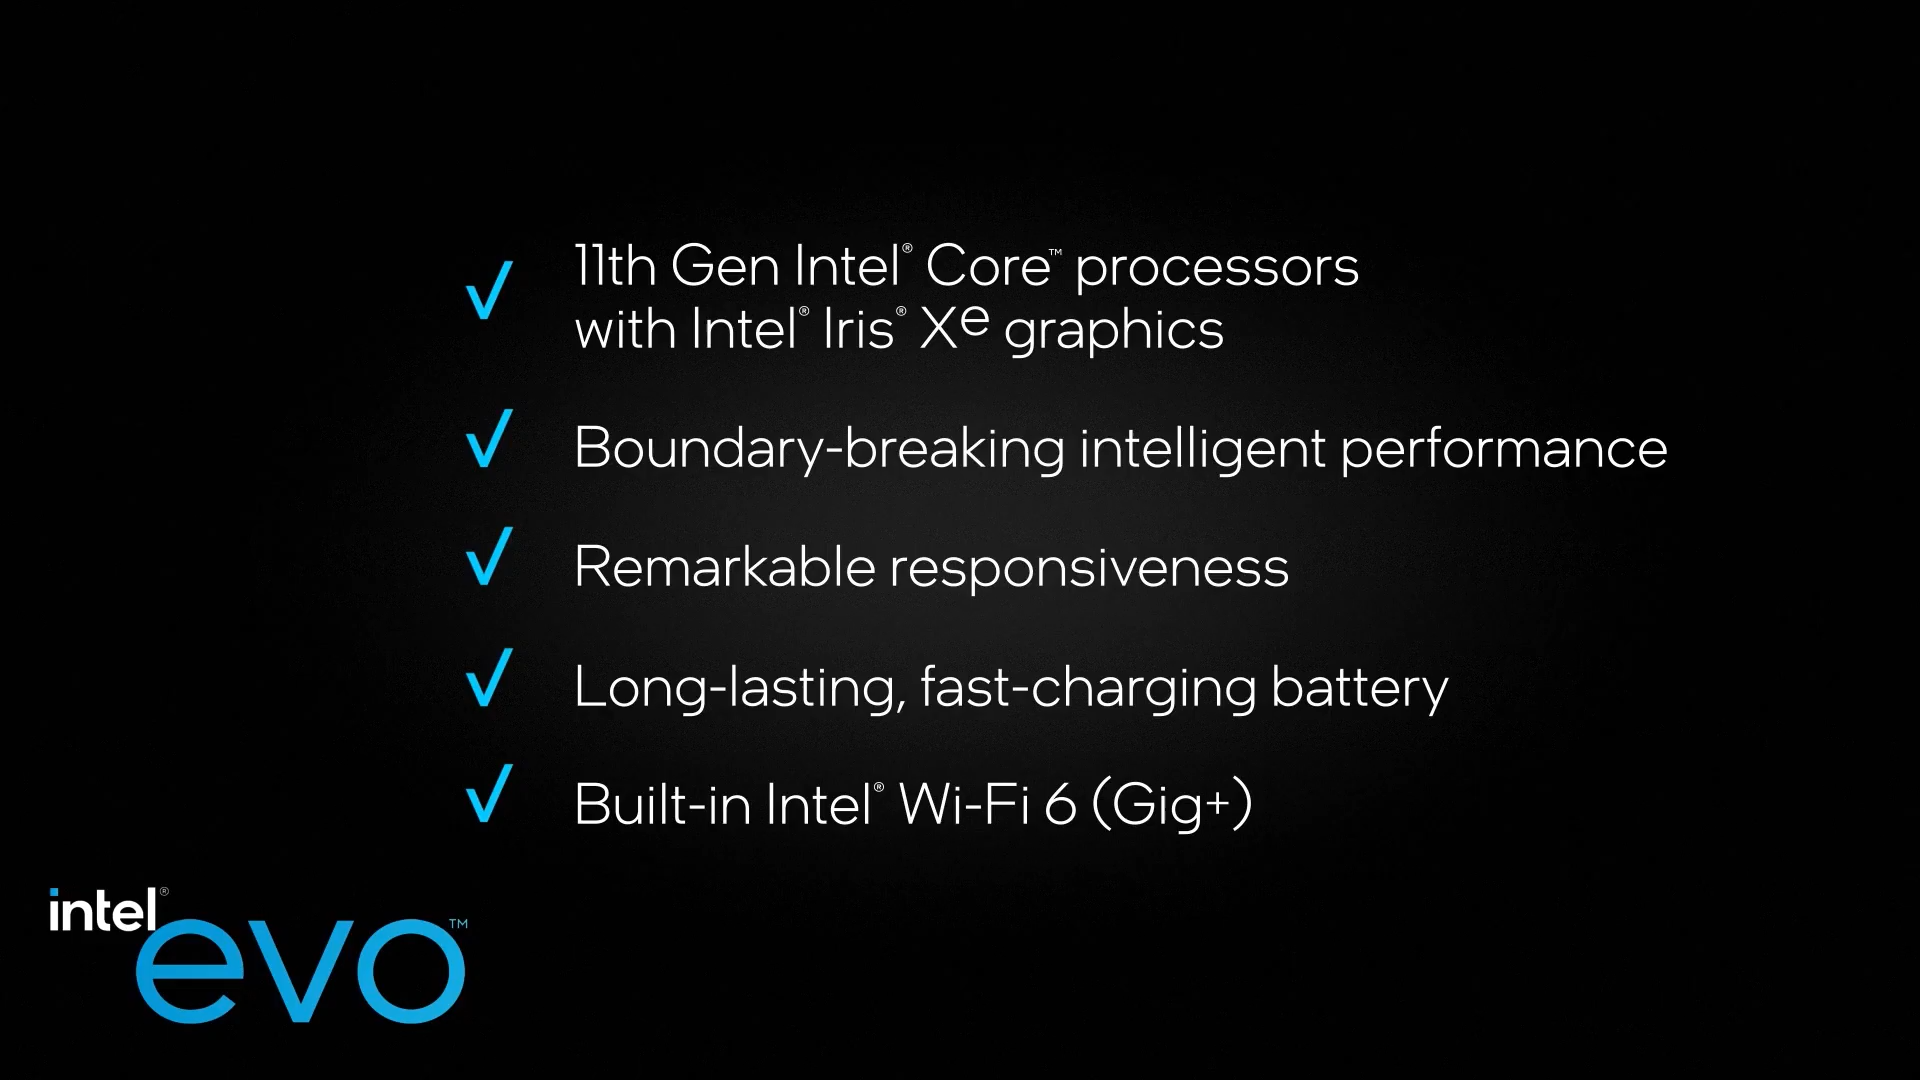 11th Gen Intel® Core™ processors
with Intel® Iris® Xe graphics
Boundary-breaking intelligent performance
Remarkable responsiveness
Long-lasting, fast-charging battery
Built-in Intel® Wi-Fi 6 (Gig+)
intel®
evo™